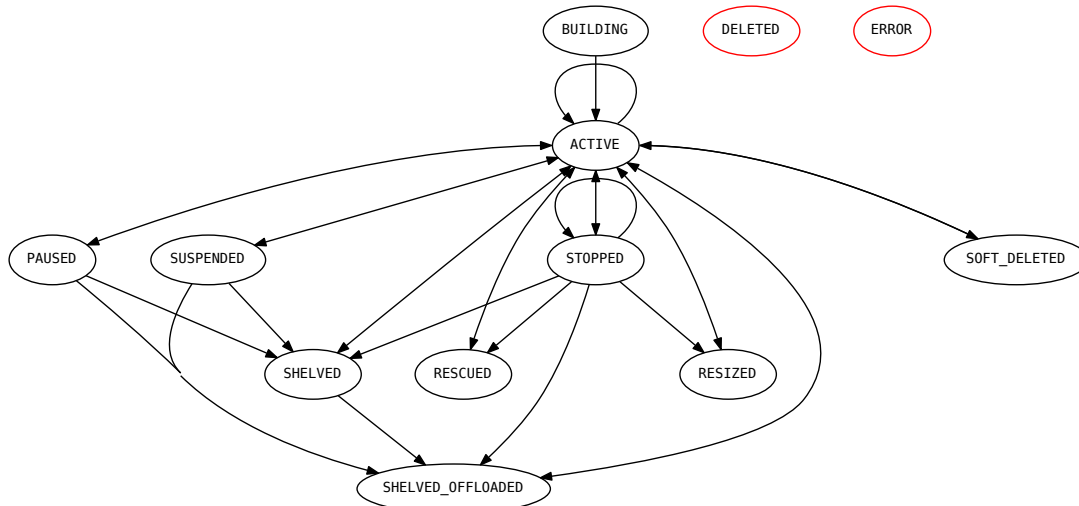 BUILDING
DELETED
ERROR
ACTIVE
PAUSED
SUSPENDED
STOPPED
SOFT_DELETED
SHELVED
RESCUED
RESIZED
SHELVED_OFFLOADED